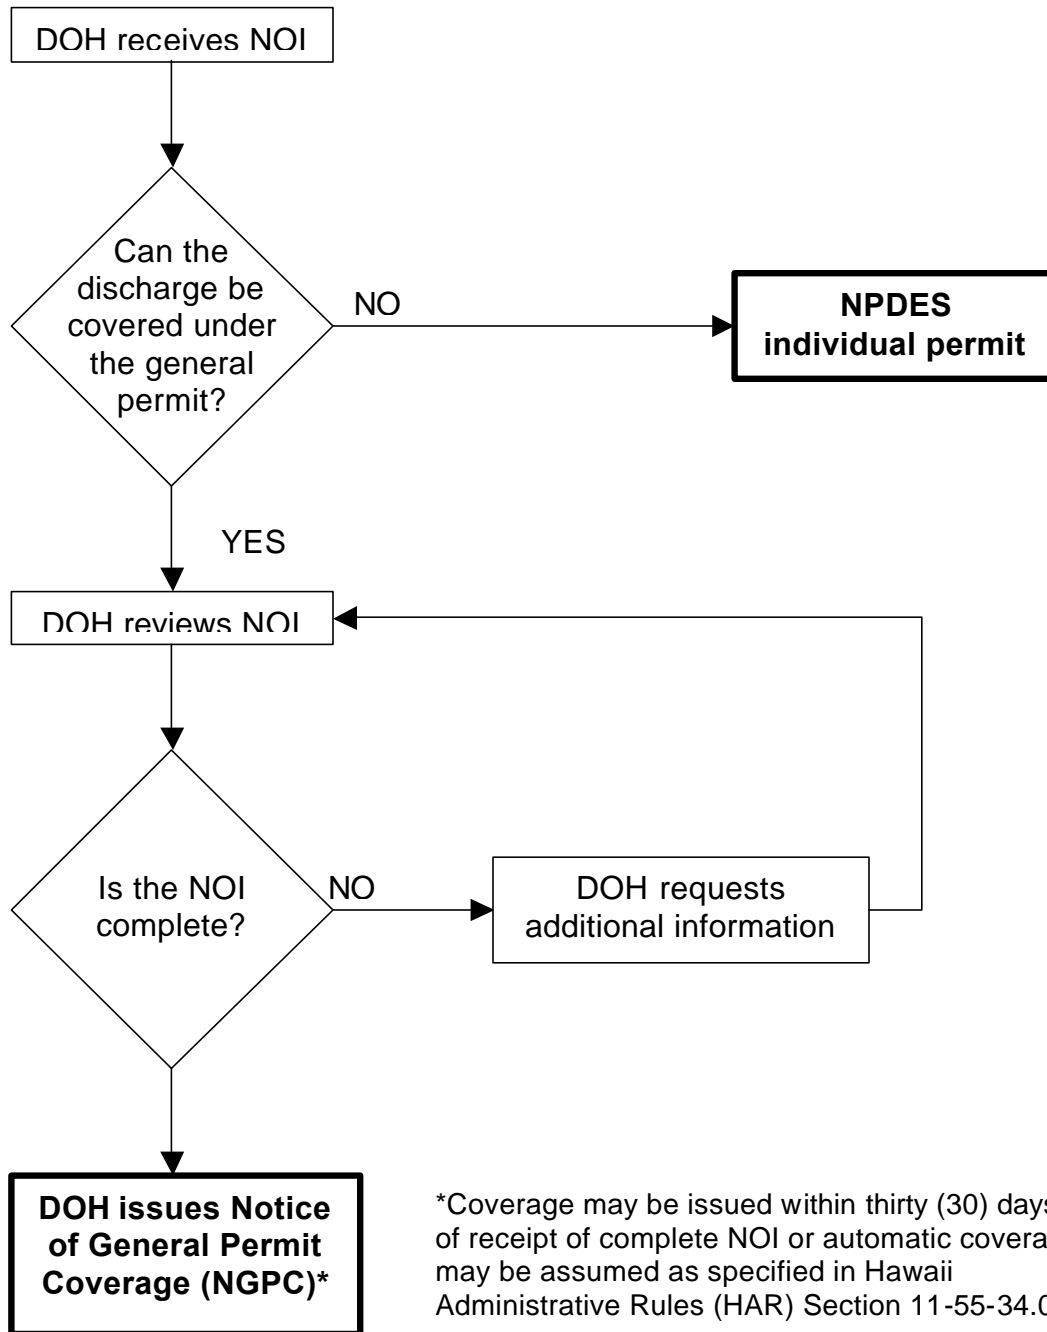 DOH receives NOI
Can the
discharge be
covered under
the general
permit?
NO
NPDES
individual permit
YES
DOH reviews NOI
Is the NOI
complete?
NO
DOH requests
additional information
DOH issues Notice
of General Permit
Coverage (NGPC)*
*Coverage may be issued within thirty (30) days
of receipt of complete NOI or automatic
may be assumed as specified in Hawaii
Administrative Rules (HAR) Section